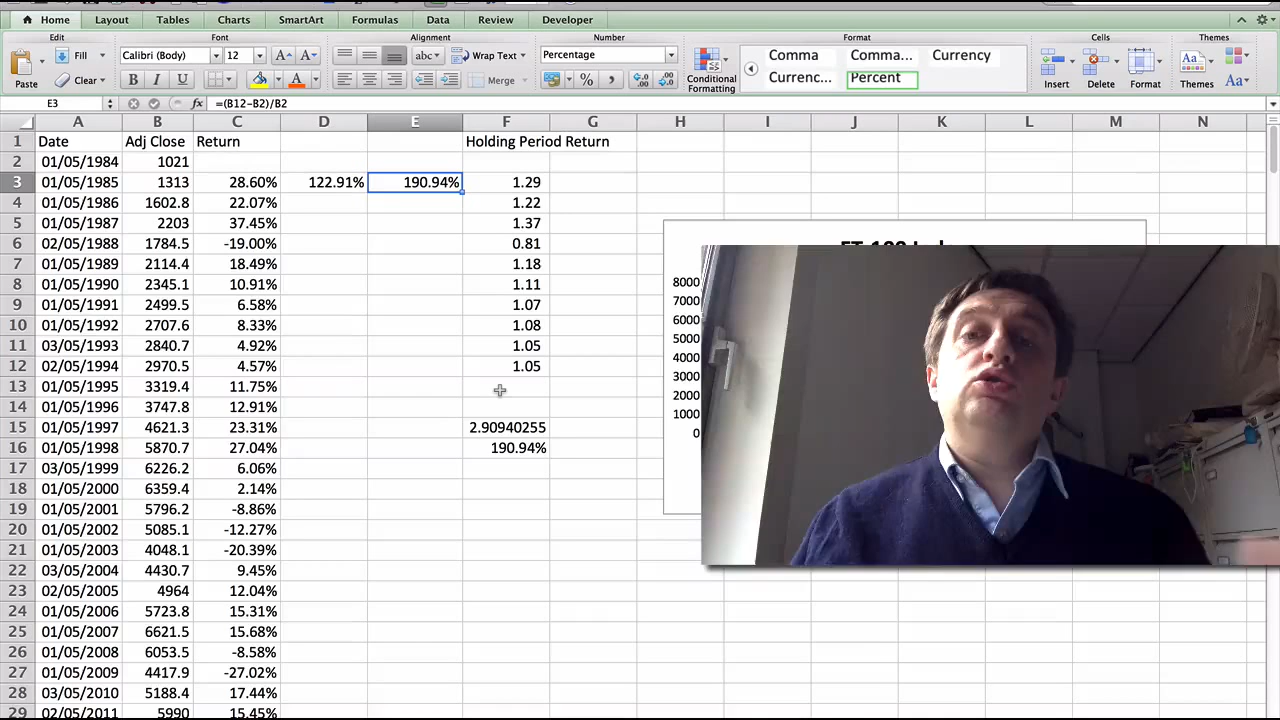 Home Layout Tables Charts SmartArt Formulas Data Review Developer
Edit Font Alignment Number Format Cells Themes
Fill Calibri (Body) 12 A A abc Wrap Text Percentage Comma Comma... Currency
Paste Clear B I U A Merge % Conditional Formatting Currenc... Percent Insert Delete Format Themes Aa
E3 fx =(B12-B2)/B2
A B C D E F G H I J K L M N
1 Date Adj Close Return Holding Period Return
2 01/05/1984 1021
3 01/05/1985 1313 28.60% 122.91% 190.94% 1.29
4 01/05/1986 1602.8 22.07% 1.22
5 01/05/1987 2203 37.45% 1.37
6 02/05/1988 1784.5 -19.00% 0.81
7 01/05/1989 2114.4 18.49% 1.18
8 01/05/1990 2345.1 10.91% 1.11
9 01/05/1991 2499.5 6.58% 1.07
10 01/05/1992 2707.6 8.33% 1.08
11 03/05/1993 2840.7 4.92% 1.05
12 02/05/1994 2970.5 4.57% 1.05
13 01/05/1995 3319.4 11.75%
14 01/05/1996 3747.8 12.91%
15 01/05/1997 4621.3 23.31% 2.90940255
16 01/05/1998 5870.7 27.04% 190.94%
17 03/05/1999 6226.2 6.06%
18 01/05/2000 6359.4 2.14%
19 01/05/2001 5796.2 -8.86%
20 01/05/2002 5085.1 -12.27%
21 01/05/2003 4048.1 -20.39%
22 03/05/2004 4430.7 9.45%
23 02/05/2005 4964 12.04%
24 01/05/2006 5723.8 15.31%
25 01/05/2007 6621.5 15.68%
26 01/05/2008 6053.5 -8.58%
27 01/05/2009 4417.9 -27.02%
28 03/05/2010 5188.4 17.44%
29 02/05/2011 5990 15.45%
8000
7000
6000
5000
4000
3000
2000
1000
0